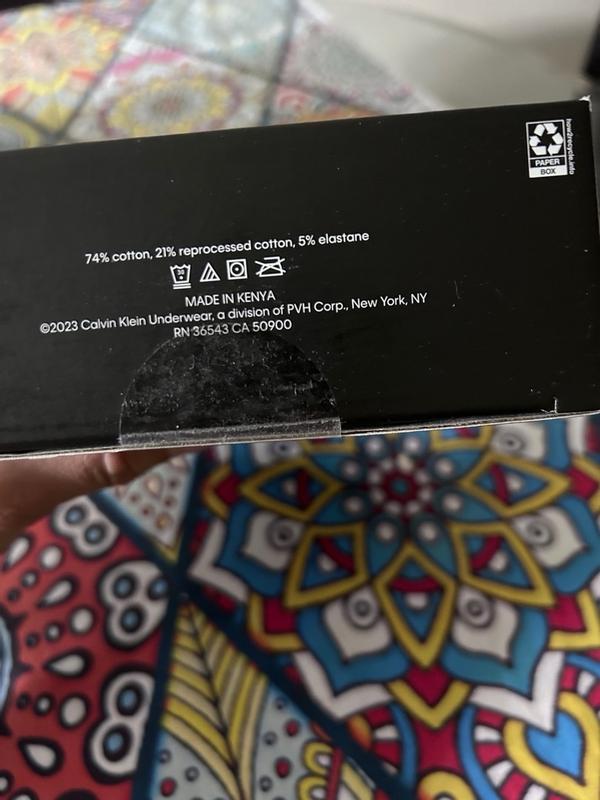 how2recycle.info
PAPER
BOX
74% cotton, 21% reprocessed cotton, 5% elastane
MADE IN KENYA
©2023 Calvin Klein Underwear, a division of PVH Corp., New York, NY
RN 36543 CA 50900